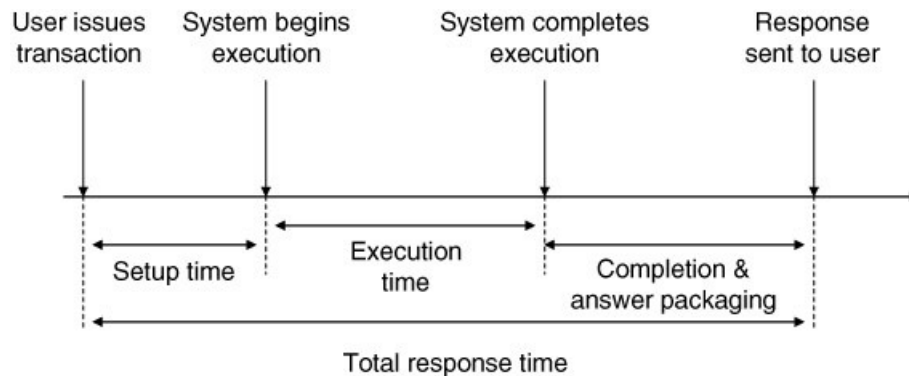 User issues
transaction
System begins
execution
System completes
execution
Response
sent to user
Setup time
Execution
time
Completion &
answer packaging
Total response time